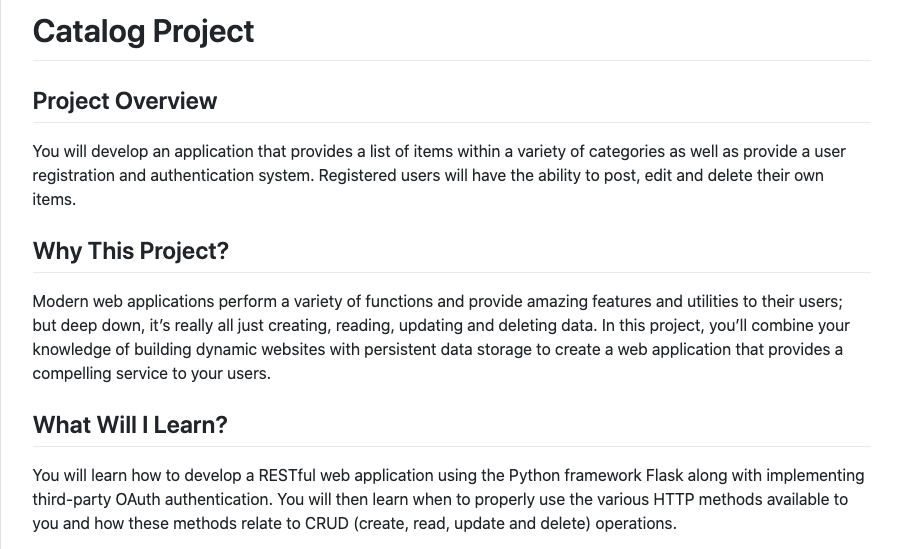 Catalog Project
Project Overview
You will develop an application that provides a list of items within a variety of categories as well as provide a user
registration and authentication system. Registered users will have the ability to post, edit and delete their own
items.
Why This Project?
Modern web applications perform a variety of functions and provide amazing features and utilities to their users;
but deep down, it’s really all just creating, reading, updating and deleting data. In this project, you’ll combine your
knowledge of building dynamic websites with persistent data storage to create a web application that provides a
compelling service to your users.
What Will I Learn?
You will learn how to develop a RESTful web application using the Python framework Flask along with implementing
third-party OAuth authentication. You will then learn when to properly use the various HTTP methods available to
you and how these methods relate to CRUD (create, read, update and delete) operations.